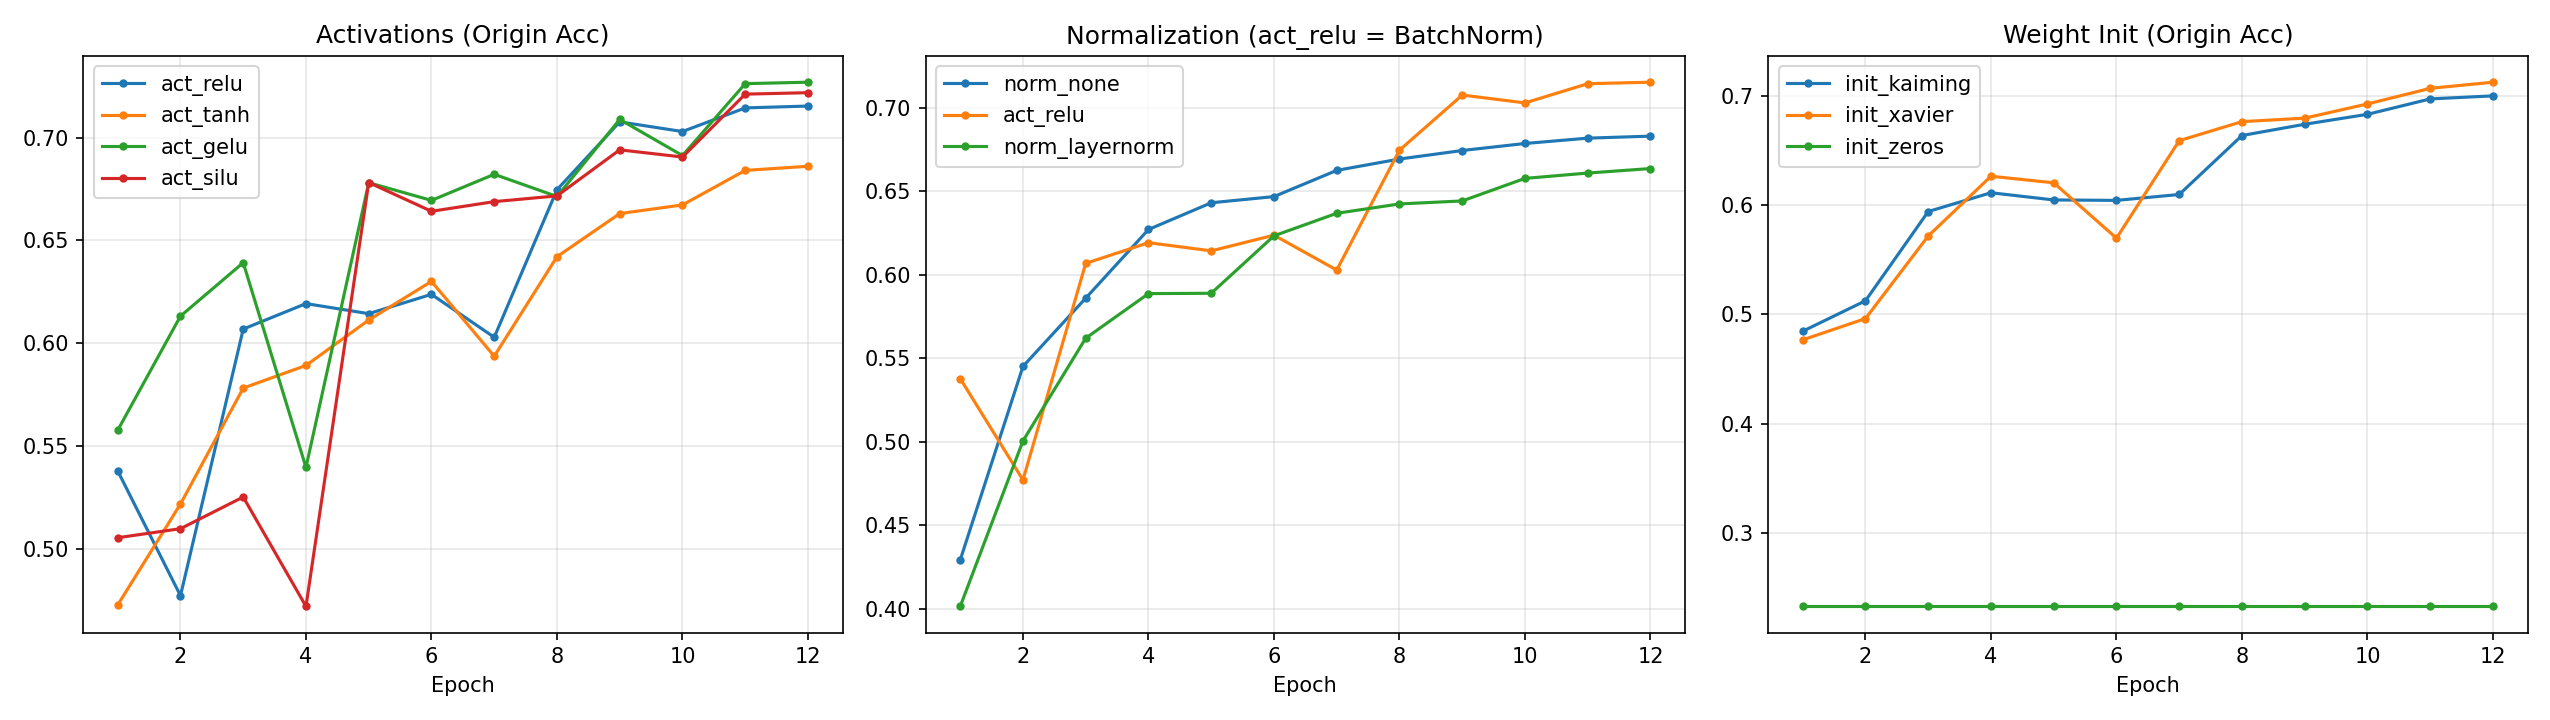 Activations (Origin Acc)
act_relu
act_tanh
act_gelu
act_silu
0.70
0.65
0.60
0.55
0.50
2 4 6 8 10 12
Epoch
Normalization (act_relu = BatchNorm)
norm_none
act_relu
norm_layernorm
0.70
0.65
0.60
0.55
0.50
0.45
0.40
2 4 6 8 10 12
Epoch
Weight Init (Origin Acc)
init_kaiming
init_xavier
init_zeros
0.7
0.6
0.5
0.4
0.3
2 4 6 8 10 12
Epoch